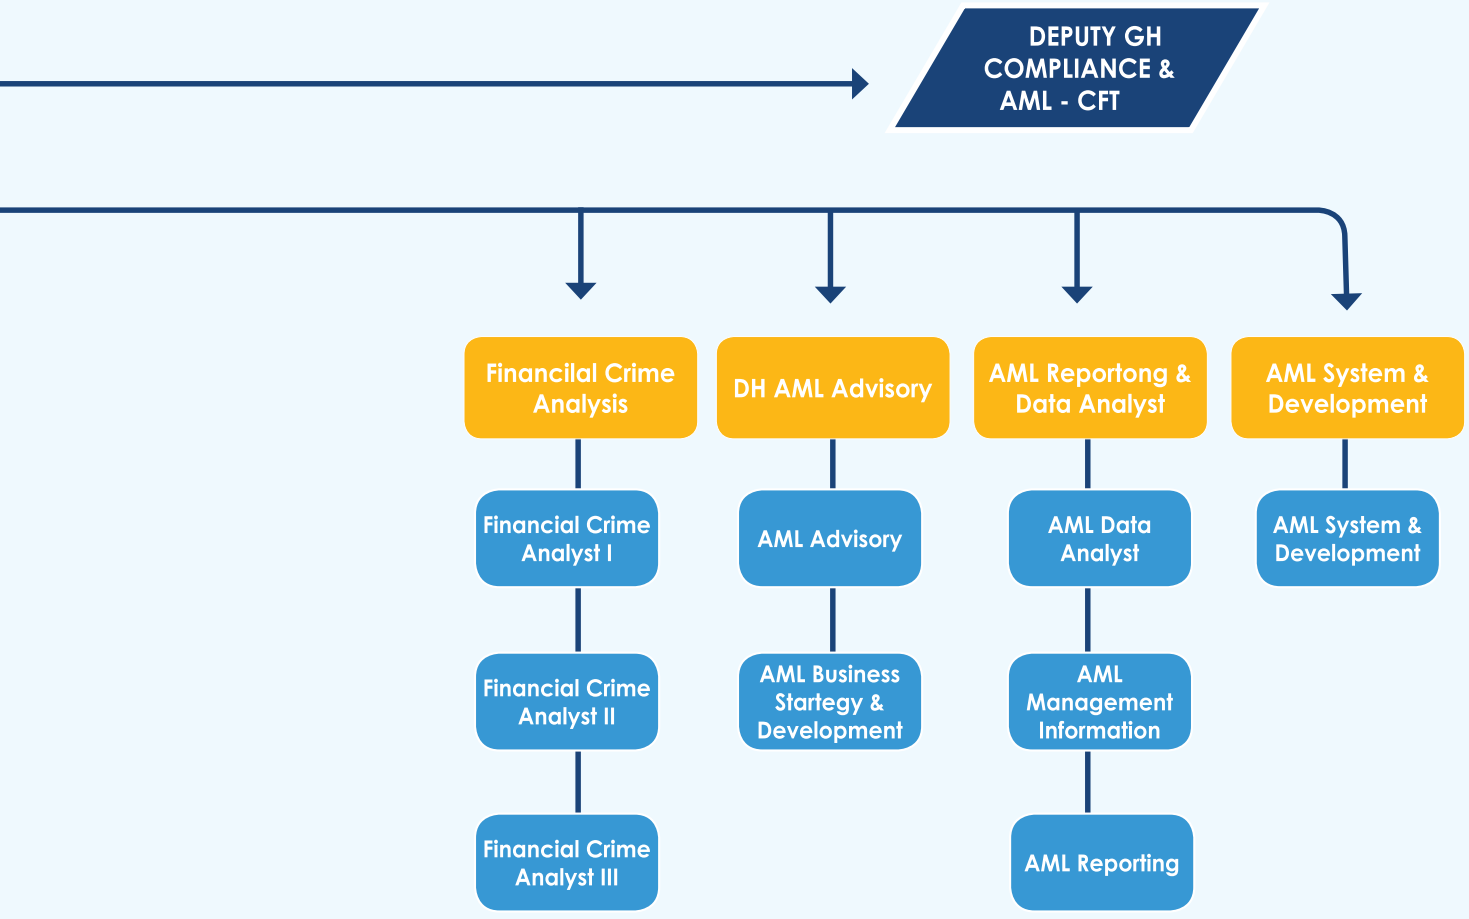 DEPUTY GH
COMPLIANCE &
AML - CFT
Financilal Crime
Analysis
DH AML Advisory
AML Reportong &
Data Analyst
AML System &
Development
Financial Crime
Analyst I
AML Advisory
AML Data
Analyst
AML System &
Development
Financial Crime
Analyst II
AML Business
Startegy &
Development
AML
Management
Information
Financial Crime
Analyst III
AML Reporting